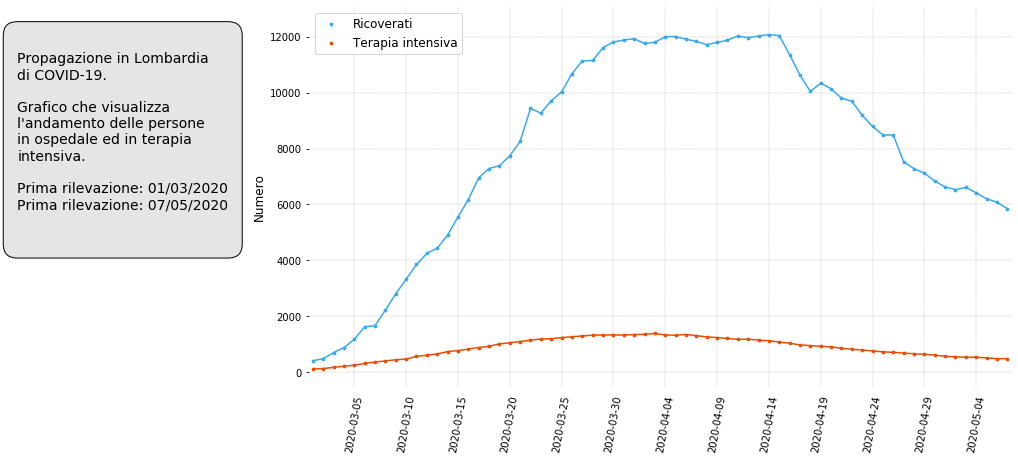 Propagazione in Lombardia
di COVID-19.
Grafico che visualizza
l'andamento delle persone
in ospedale ed in terapia
intensiva.
Prima rilevazione: 01/03/2020
Prima rilevazione: 07/05/2020
Ricoverati
Terapia intensiva
Numero
12000
10000
8000
6000
4000
2000
0
2020-03-05
2020-03-10
2020-03-15
2020-03-20
2020-03-25
2020-03-30
2020-04-04
2020-04-09
2020-04-14
2020-04-19
2020-04-24
2020-04-29
2020-05-04